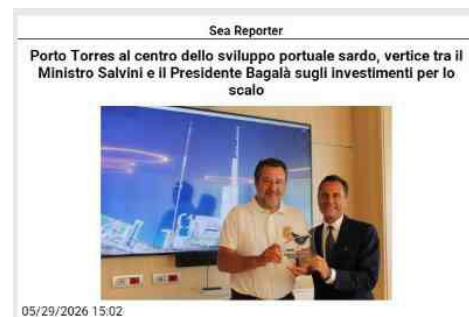 Sea Reporter
Porto Torres al centro dello sviluppo portuale sardo, vertice tra il
Ministro Salvini e il Presidente Bagalà sugli investimenti per lo
scalo
05/29/2026 15:02